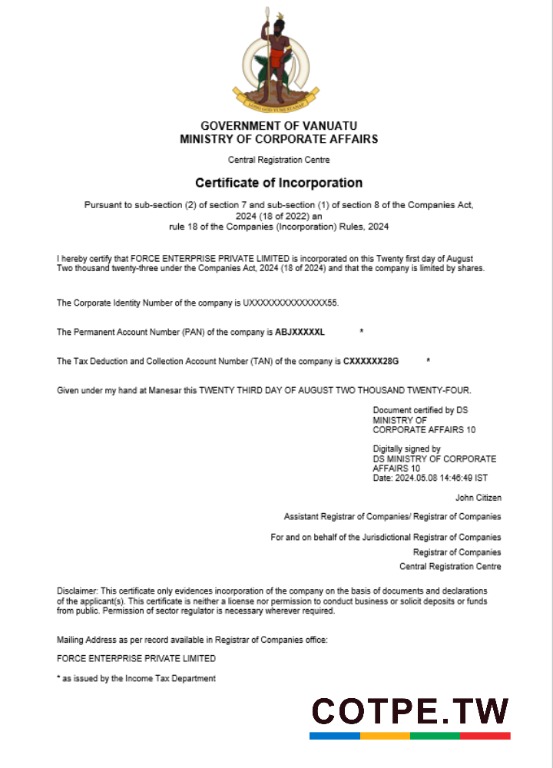 GOVERNMENT OF VANUATU
MINISTRY OF CORPORATE AFFAIRS
Central Registration Centre
Certificate of Incorporation
Pursuant to sub-section (2) of section 7 and sub-section (1) of section 8 of the Companies Act,
2024 (18 of 2022) an
rule 18 of the Companies (Incorporation) Rules, 2024
I hereby certify that FORCE ENTERPRISE PRIVATE LIMITED is incorporated on this Twenty first day of August
Two thousand twenty-three under the Companies Act, 2024 (18 of 2024) and that the company is limited by shares.
The Corporate Identity Number of the company is UXXXXXXXXXXXXXX55.
The Permanent Account Number (PAN) of the company is ABJXXXXXL *
The Tax Deduction and Collection Account Number (TAN) of the company is CXXXXXX28G *
Given under my hand at Manesar this TWENTY THIRD DAY OF AUGUST TWO THOUSAND TWENTY-FOUR.
Document certified by DS
MINISTRY OF
CORPORATE AFFAIRS 10
Digitally signed by
DS MINISTRY OF CORPORATE
AFFAIRS 10
Date: 2024.05.08 14:46:49 IST
John Citizen
Assistant Registrar of Companies/ Registrar of Companies
For and on behalf of the Jurisdictional Registrar of Companies
Registrar of Companies
Central Registration Centre
Disclaimer: This certificate only evidences incorporation of the company on the basis of documents and declarations
of the applicant(s). This certificate is neither a license nor permission to conduct business or solicit deposits or funds
from public. Permission of sector regulator is necessary wherever required.
Mailing Address as per record available in Registrar of Companies office:
FORCE ENTERPRISE PRIVATE LIMITED
* as issued by the Income Tax Department
COTPE.TW